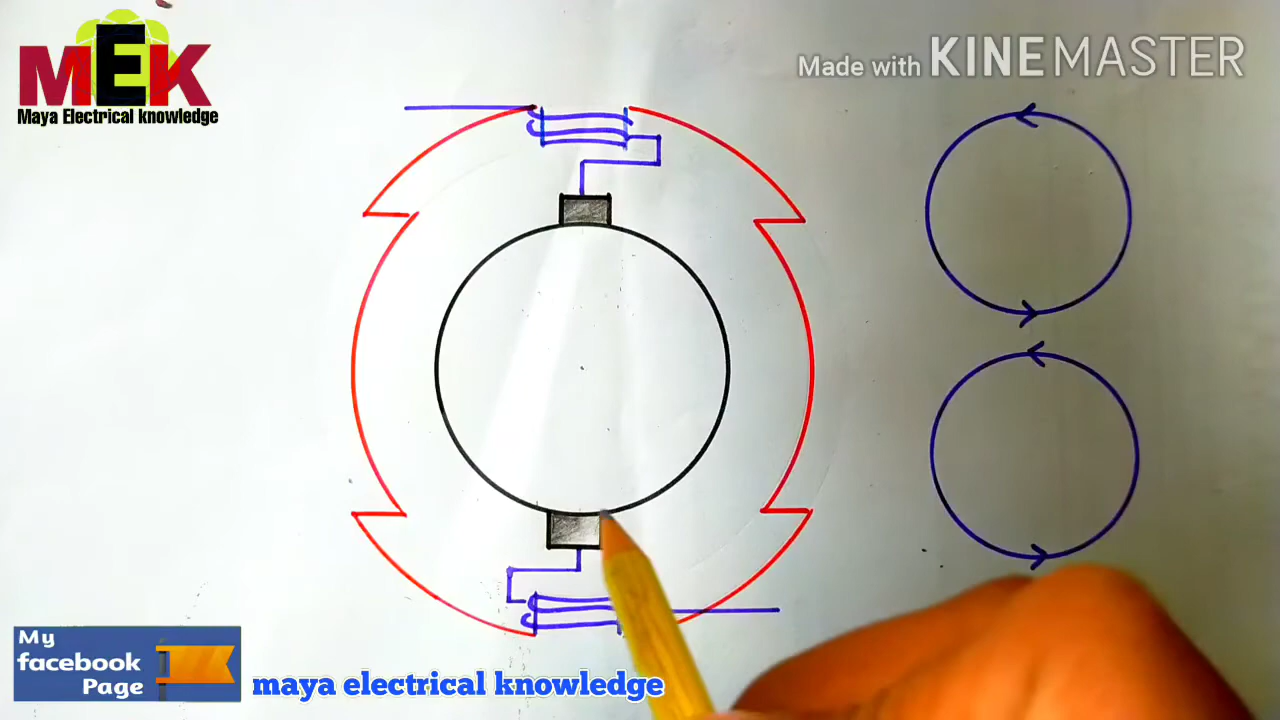 MEK
Maya Electrical knowledge
Made with KINEMASTER
My
facebook
Page
maya electrical knowledge